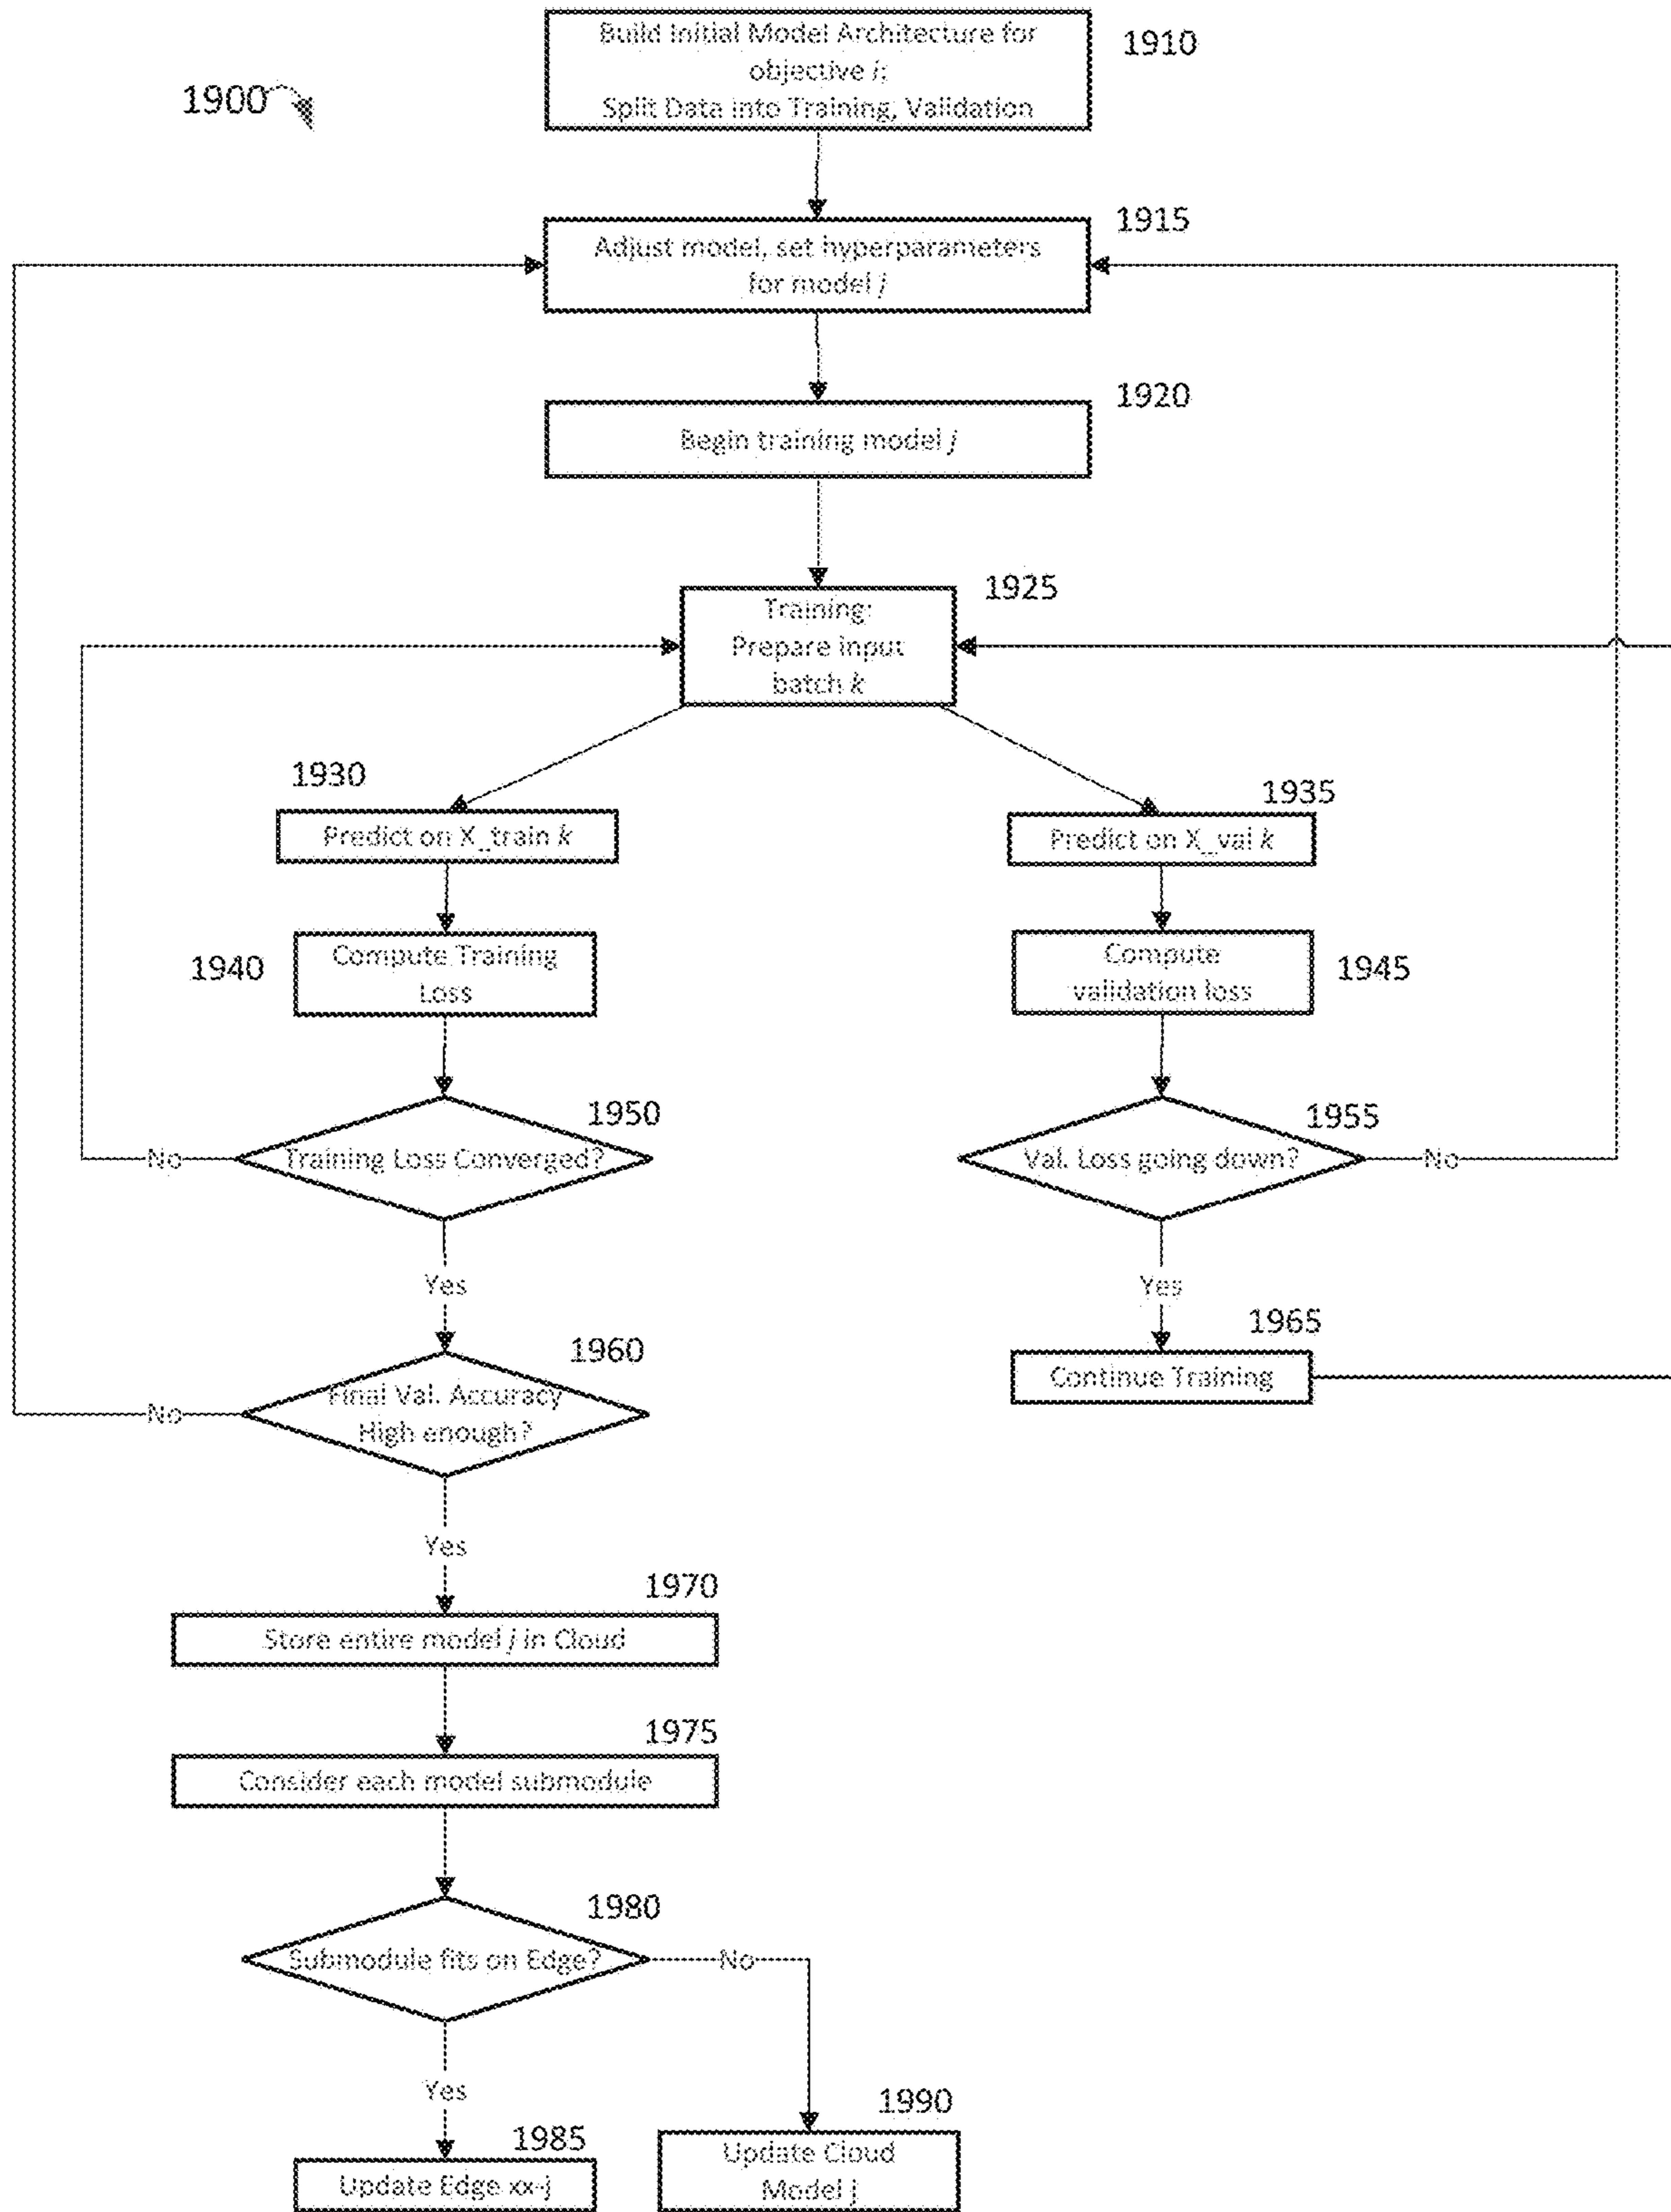 1900
Build Initial Model Architecture for
objective i;
Split Data into Training, Validation
1910
Adjust model, set hyperparameters
for model j
1915
Begin training model j
1920
Training:
Prepare input
batch k
1925
1930
Predict on X_train k
1935
Predict on X_val k
1940
Compute Training
Loss
Compute
validation loss
1945
1950
Training Loss Converged?
No
Yes
1955
Val. Loss going down?
No
Yes
1960
Final Val. Accuracy
High enough?
No
Yes
1965
Continue Training
1970
Store entire model j in Cloud
1975
Consider each model submodule
1980
Submodule fits on Edge?
No
Yes
1985
Update Edge xx-j
1990
Update Cloud
Model j